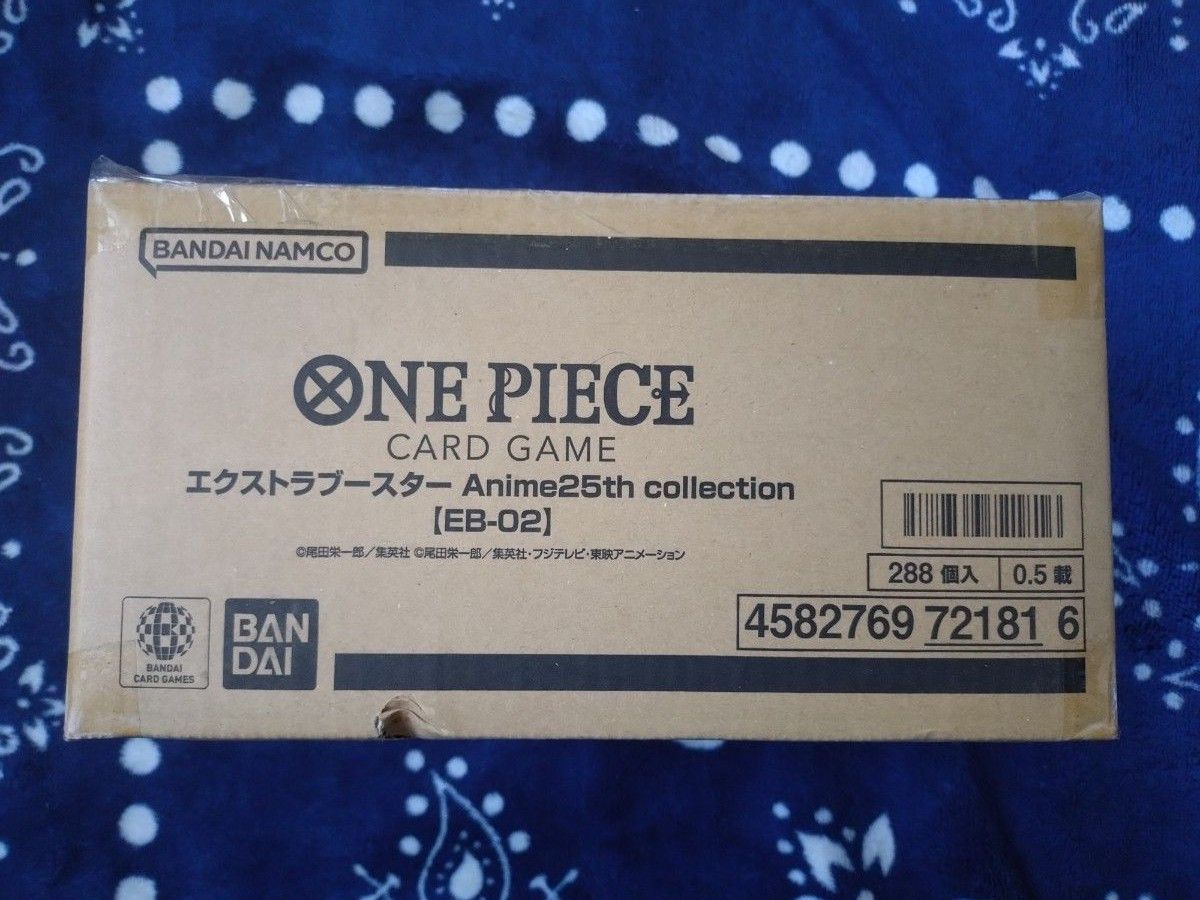 BANDAI NAMCO
ONE PIECE
CARD GAME
エクストラブースター Anime25th collection
【EB-02】
©尾田栄一郎／集英社 ©尾田栄一郎／集英社・フジテレビ・東映アニメーション
288 個入 0.5 載
4582769 72181 6
BANDAI
CARD GAMES
BAN
DAI